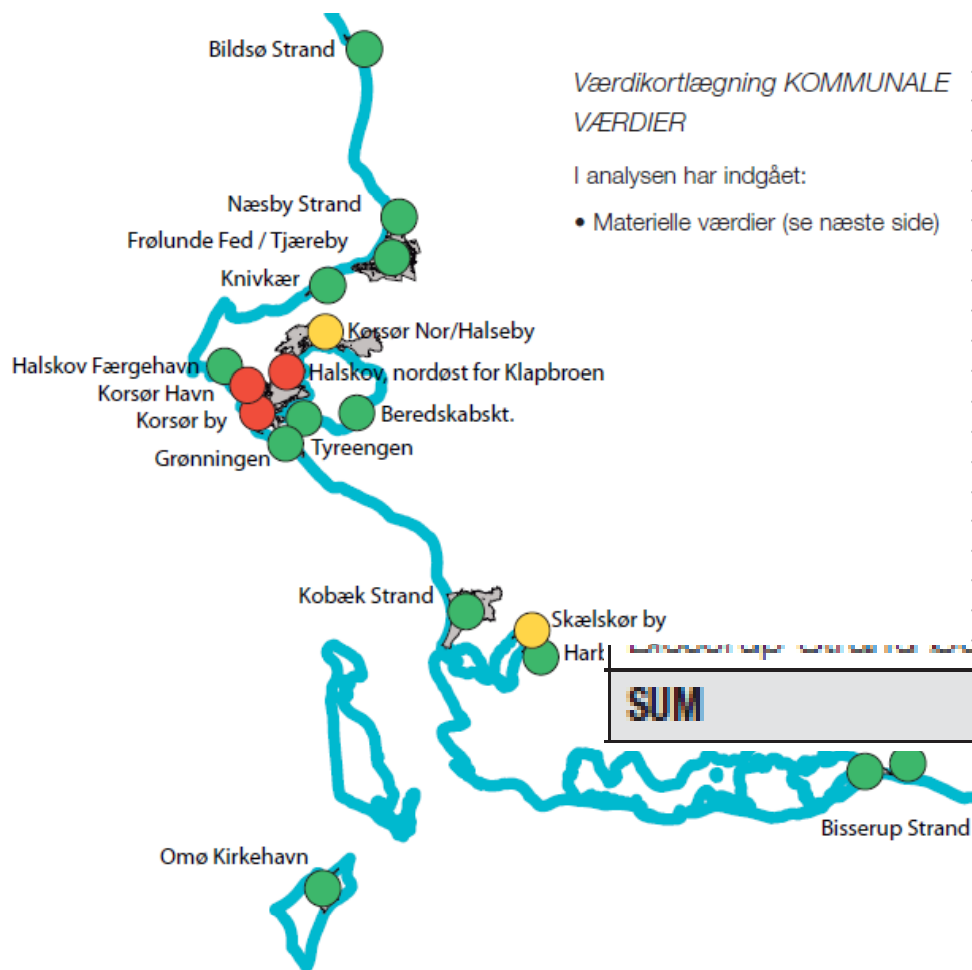 Bildsø Strand
Værdikortlægning KOMMUNALE
VÆRDIER
I analysen har indgået:
• Materielle værdier (se næste side)
Næsby Strand
Frølunde Fed / Tjæreby
Knivkær
Korsør Nor/Halseby
Halskov Færgehavn
Halskov, nordøst for Klapbroen
Korsør Havn
Korsør by
Beredskabskt.
Tyreengen
Grønningen
Kobæk Strand
Skælskør by
SUM
Bisserup Strand
Omø Kirkehavn